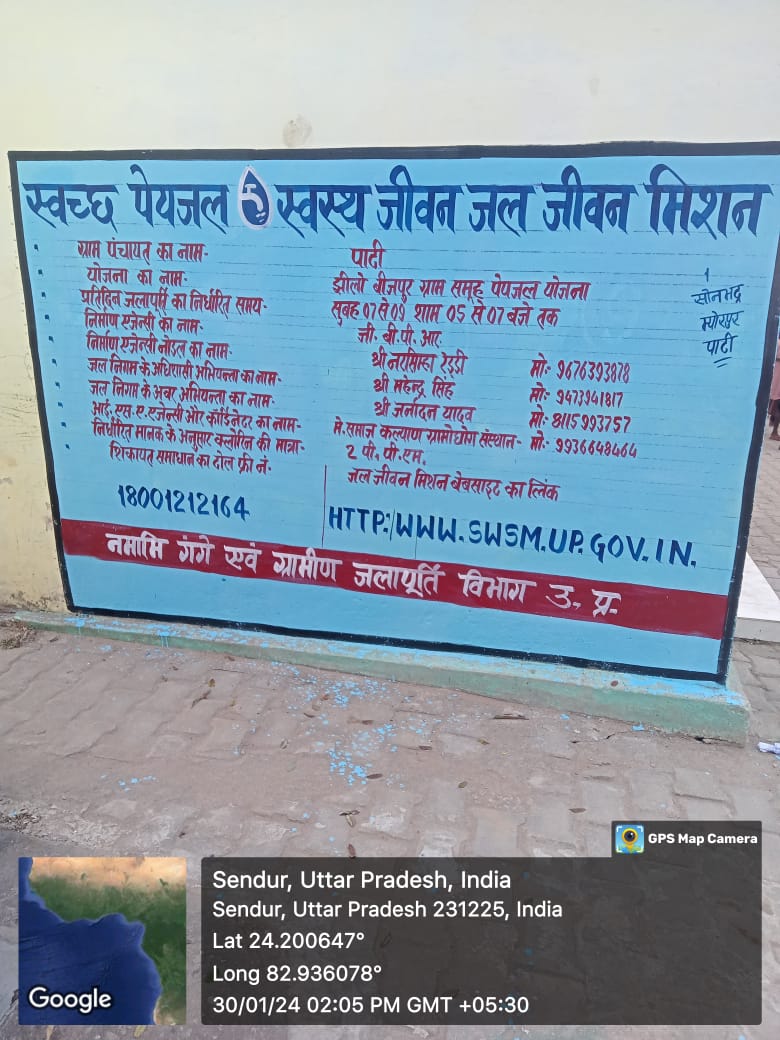 स्वच्छ पेयजल स्वस्थ जीवन जल जीवन मिशन
ग्राम पंचायत का नाम- पाटी
योजना का नाम- झीलो बीजपुर ग्राम समूह पेयजल योजना
प्रतिदिन जलापूर्ति का निर्धारित समय- सुबह 07 से 09 शाम 05 से 07 बजे तक
निर्माण एजेन्सी का नाम- जी. वी. पी. आर.
निर्माण एजेन्सी नोडल का नाम- श्री नरसिम्हा रेड्डी मो:- 9676393878
जल निगम के अधिशासी अभियन्ता का नाम- श्री महेन्द्र सिंह मो:- 9473941817
जल निगम के अवर अभियन्ता का नाम- श्री जर्नादन यादव मो:- 8115993757
आई. एस. ए. एजेन्सी और कोर्डिनेटर का नाम- मे. समाज कल्याण ग्रामोद्योग संस्थान- मो:- 9936648464
निर्धारित मानक के अनुसार क्लोरिन की मात्रा- 2 पी. पी. एम.
शिकायत समाधान का टोल फ्री नं. जल जीवन मिशन बेबसाइट का लिंक
18001212164 HTTP:/WWW.SWSM.UP.GOV.IN.
नमामि गंगे एवं ग्रामीण जलापूर्ति विभाग उ. प्र.
सोनभद्र
म्योरपुर
पाटी
GPS Map Camera
Sendur, Uttar Pradesh, India
Sendur, Uttar Pradesh 231225, India
Lat 24.200647°
Long 82.936078°
30/01/24 02:05 PM GMT +05:30
Google